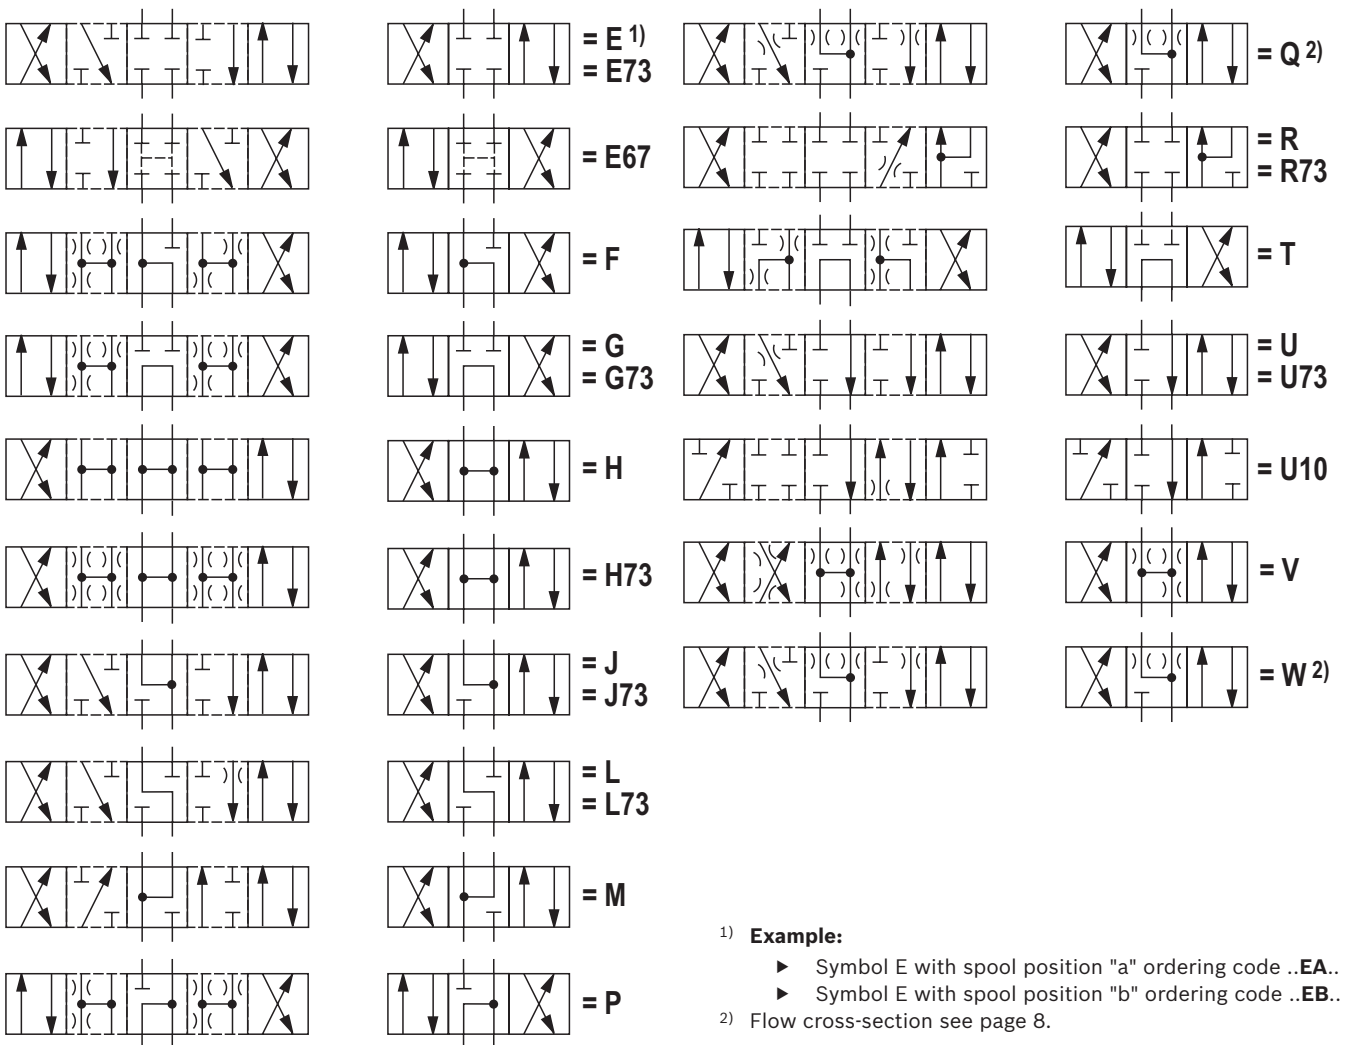 = E 1)
= E73
= E67
= F
= G
= G73
= H
= H73
= J
= J73
= L
= L73
= M
= P
= Q 2)
= R
= R73
= T
= U
= U73
= U10
= V
= W 2)
1) Example:
▶ Symbol E with spool position "a" ordering code ..EA..
▶ Symbol E with spool position "b" ordering code ..EB..
2) Flow cross-section see page 8.